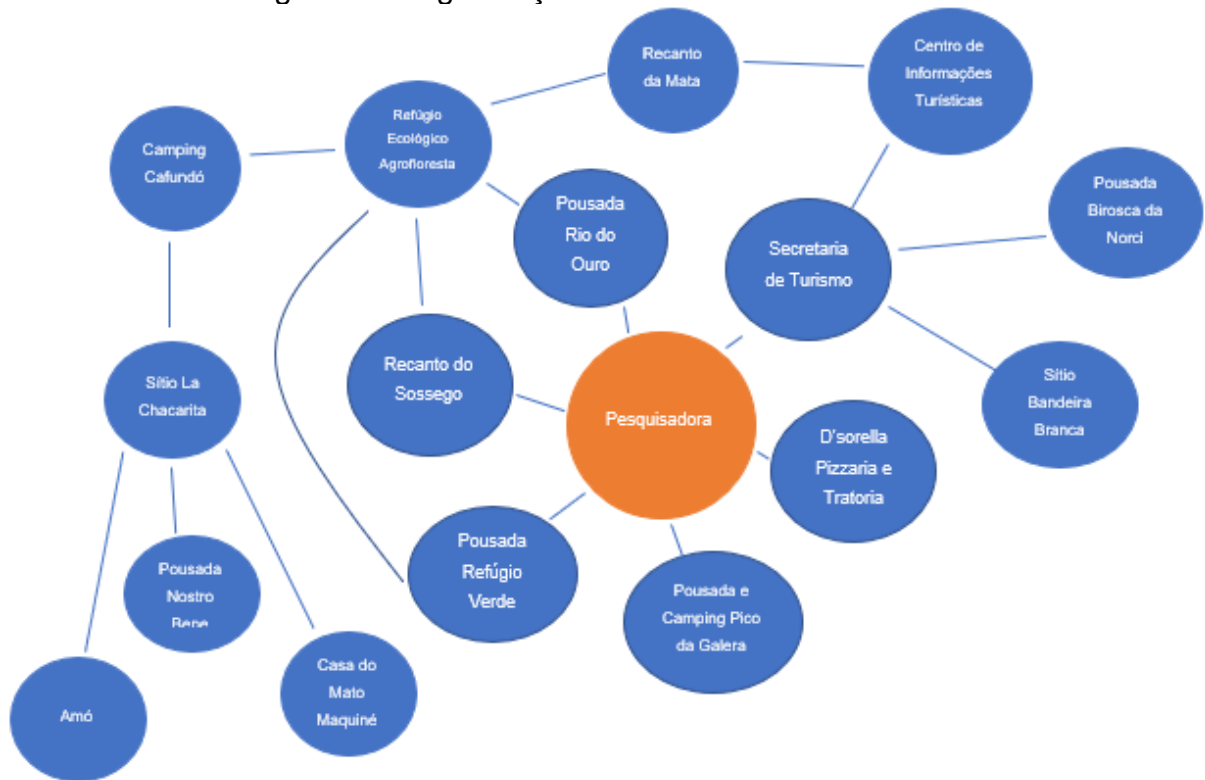 Recanto
da Mata
Centro de
Informações
Turísticas
Refúgio
Ecológico
Agrofloresta
Camping
Cafundó
Pousada
Rio do
Ouro
Pousada
Birosca da
Norci
Secretaria
de Turismo
Recanto do
Sossego
Sítio La
Chacarita
Pesquisadora
Sítio
Bandeira
Branca
D'sorella
Pizzaria e
Tratoria
Pousada
Refúgio
Verde
Pousada
Nostro
Bene
Pousada e
Camping Pico
da Galera
Casa do
Mato
Maquiné
Amó